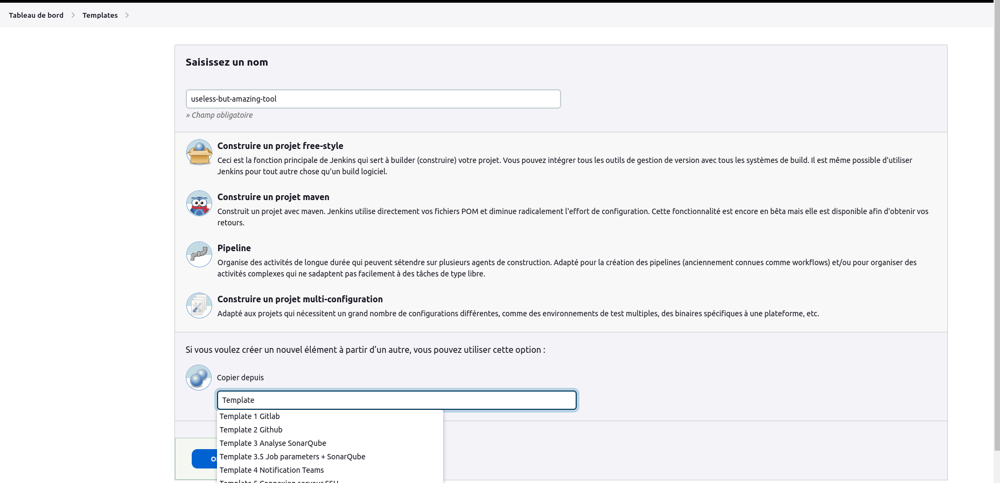 Tableau de bord
Templates
Saisissez un nom
useless-but-amazing-tool
» Champ obligatoire
Construire un projet free-style
Ceci est la fonction principale de Jenkins qui sert à builder (construire) votre projet. Vous pouvez intégrer tous les outils de gestion de version avec tous les systèmes de build. Il est même possible d'utiliser
Jenkins pour tout autre chose qu'un build logiciel.
Construire un projet maven
Construit un projet avec maven. Jenkins utilise directement vos fichiers POM et diminue radicalement l'effort de configuration. Cette fonctionnalité est encore en bêta mais elle est disponible afin d'obtenir vos
retours.
Pipeline
Organise des activités de longue durée qui peuvent sétendre sur plusieurs agents de construction. Adapté pour la création des pipelines (anciennement connues comme workflows) et/ou pour organiser des
activités complexes qui ne sadaptent pas facilement à des tâches de type libre.
Construire un projet multi-configuration
Adapté aux projets qui nécessitent un grand nombre de configurations différentes, comme des environnements de test multiples, des binaires spécifiques à une plateforme, etc.
Si vous voulez créer un nouvel élément à partir d’un autre, vous pouvez utiliser cette option :
Copier depuis
Template
Template 1 Gitlab
Template 2 Github
Template 3 Analyse SonarQube
Template 3.5 Job parameters + SonarQube
Template 4 Notification Teams
Template 5 Connexion serveur SSH